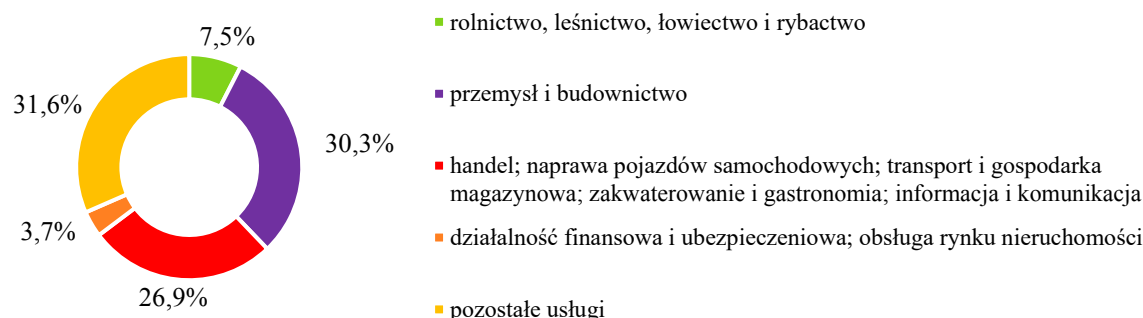 7,5%
31,6%
30,3%
3,7%
26,9%
rolnictwo, leśnictwo, łowiectwo i rybactwo
przemysł i budownictwo
handel; naprawa pojazdów samochodowych; transport i gospodarka
magazynowa; zakwaterowanie i gastronomia; informacja i komunikacja
działalność finansowa i ubezpieczeniowa; obsługa rynku nieruchomości
pozostałe usługi